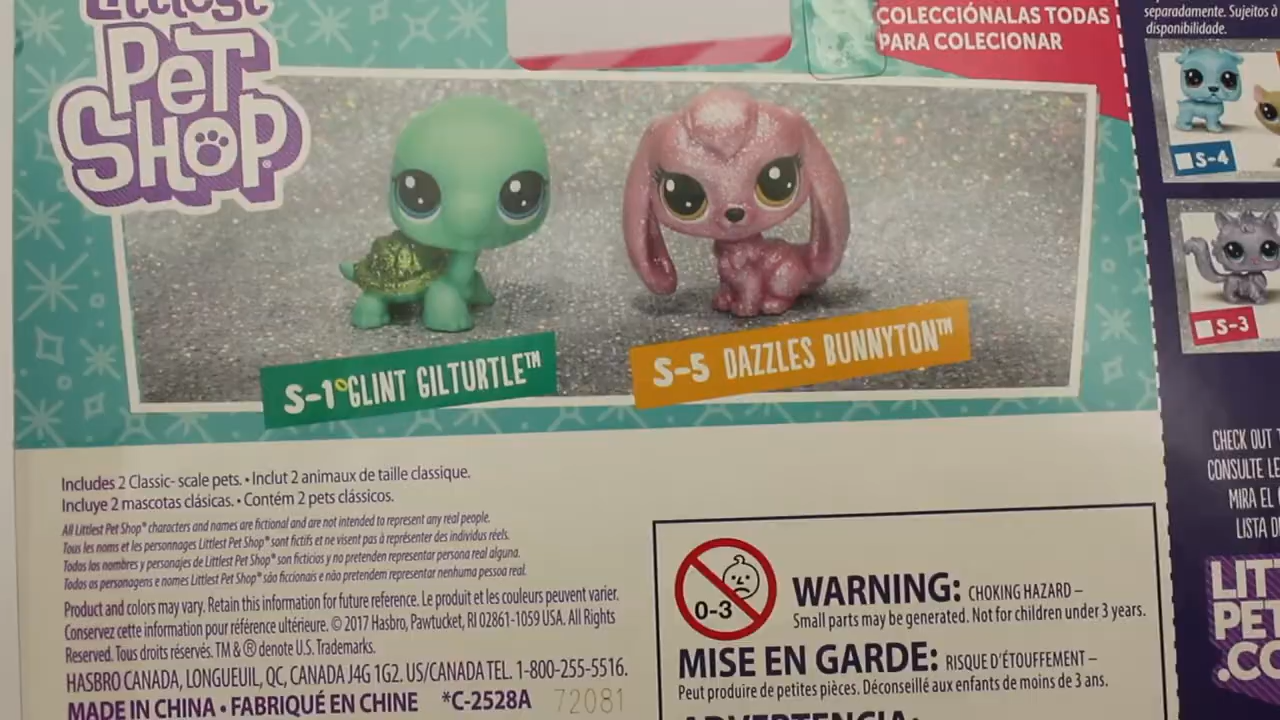 Littlest
PET
SHOP
COLECCIÓNALAS TODAS
PARA COLECIONAR
separadamente. Sujeitos à
disponibilidade.
S-4
S-3
S-1 GLINT GILTURTLE™
S-5 DAZZLES BUNNYTON™
Includes 2 Classic- scale pets. • Inclut 2 animaux de taille classique.
Incluye 2 mascotas clásicas. • Contém 2 pets clássicos.
All Littlest Pet Shop® characters and names are fictional and are not intended to represent any real people.
Tous les noms et les personnages Littlest Pet Shop® sont fictifs et ne visent pas à représenter des individus réels.
Todos los nombres y personajes de Littlest Pet Shop® son ficticios y no pretenden representar persona real alguna.
Todos os personagens e nomes Littlest Pet Shop® são ficcionais e não pretendem representar nenhuma pessoa real.
Product and colors may vary. Retain this information for future reference. Le produit et les couleurs peuvent varier.
Conservez cette information pour référence ultérieure. © 2017 Hasbro, Pawtucket, RI 02861-1059 USA. All Rights
Reserved. Tous droits réservés. TM & ® denote U.S. Trademarks.
HASBRO CANADA, LONGUEUIL, QC, CANADA J4G 1G2. US/CANADA TEL. 1-800-255-5516.
MADE IN CHINA • FABRIQUÉ EN CHINE *C-2528A 72081
0-3
WARNING: CHOKING HAZARD –
Small parts may be generated. Not for children under 3 years.
MISE EN GARDE: RISQUE D'ÉTOUFFEMENT –
Peut produire de petites pièces. Déconseillé aux enfants de moins de 3 ans.
ADVERTENCIA:
CHECK OUT
CONSULTE LE
MIRA EL
LISTA D
LIT
PET
.CO